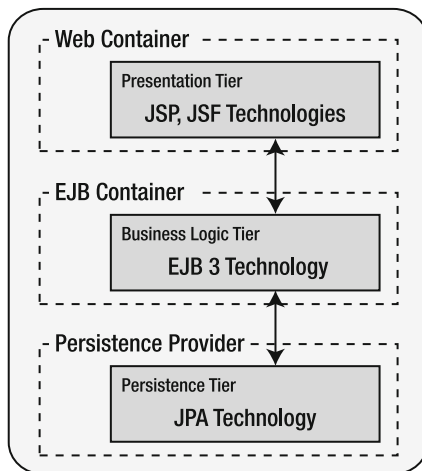 Web Container
Presentation Tier
JSP, JSF Technologies
EJB Container
Business Logic Tier
EJB 3 Technology
Persistence Provider
Persistence Tier
JPA Technology